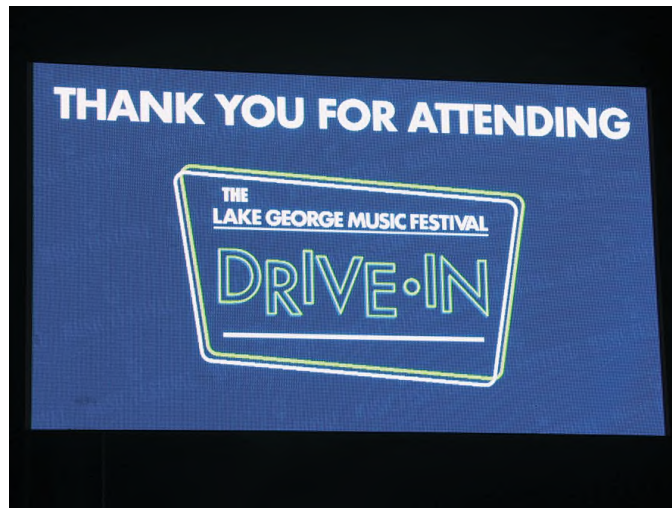 THANK YOU FOR ATTENDING
THE
LAKE GEORGE MUSIC FESTIVAL
DRIVE•IN